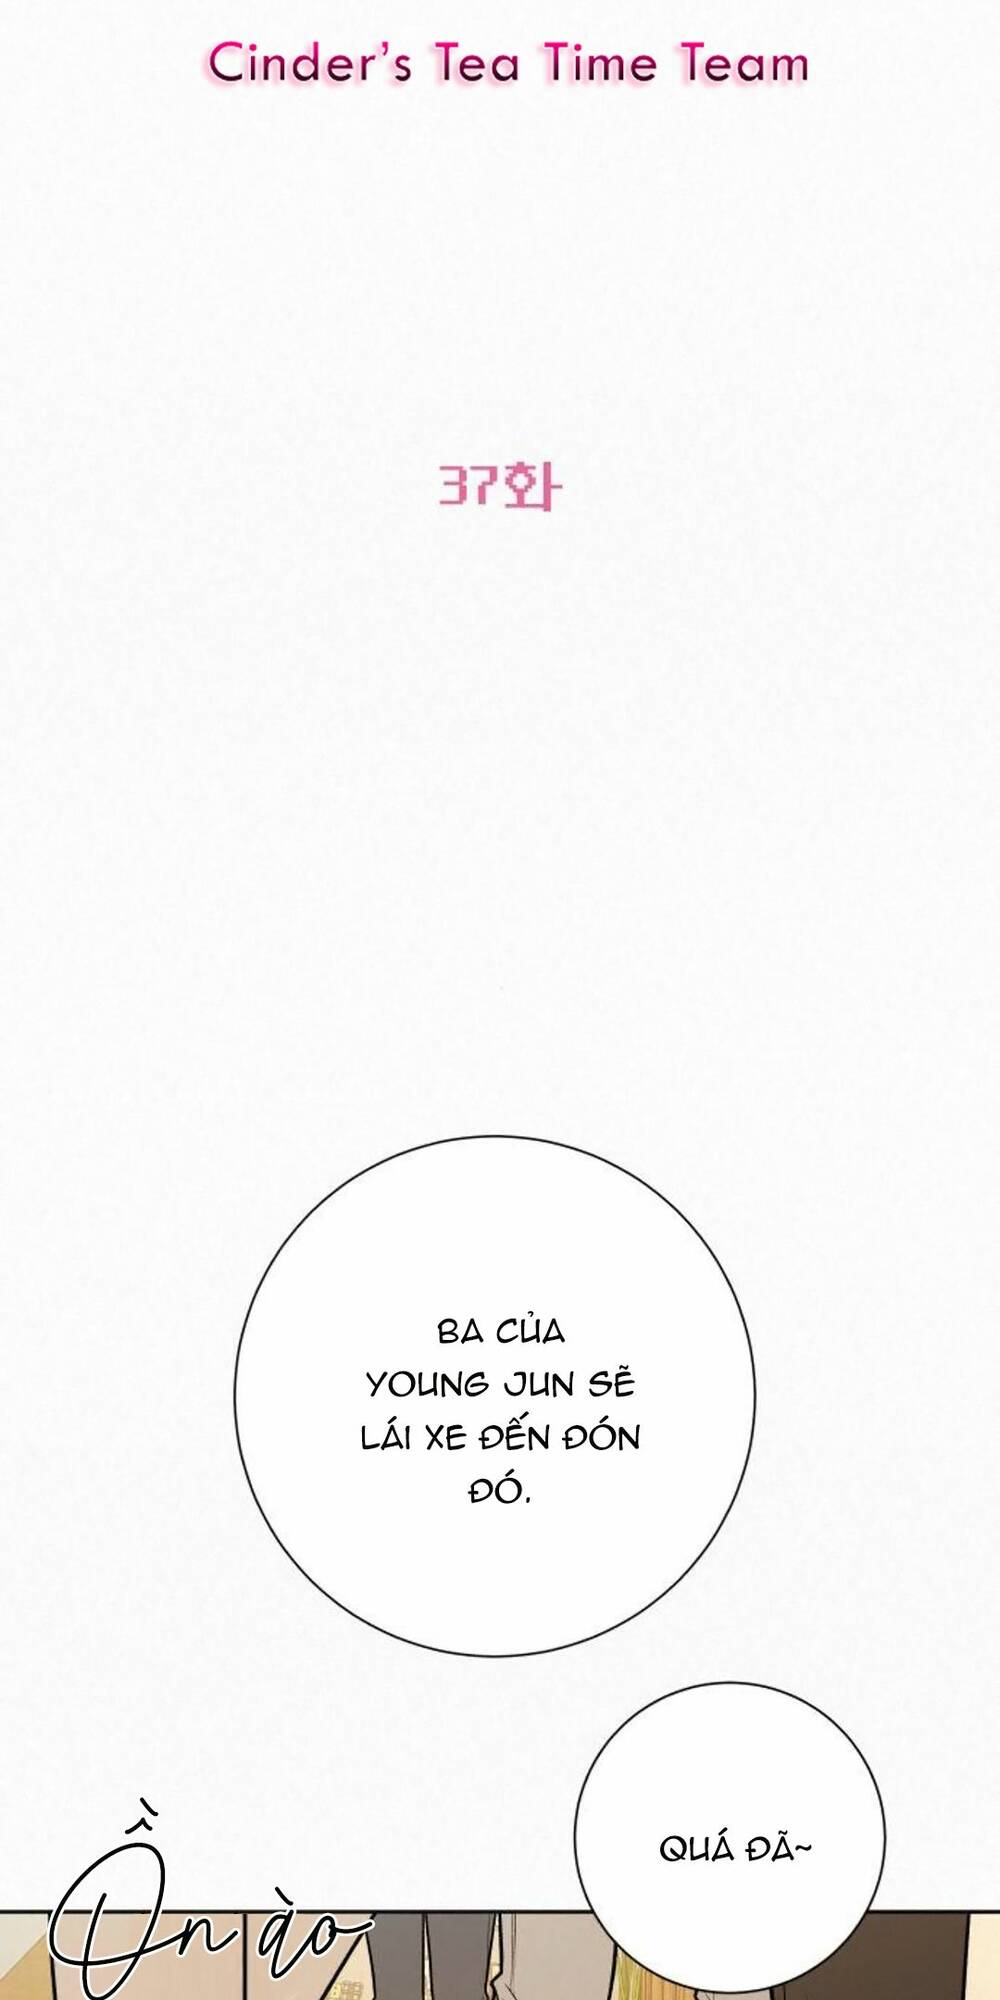 Cinder's Tea Time Team
37화
BA CỦA
YOUNG JUN SẼ
LÁI XE ĐẾN ĐÓN
ĐÓ.
QUÁ ĐÃ~
Ồn ào